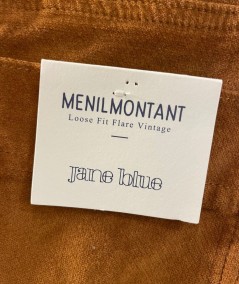 MENILMONTANT
Loose Fit Flare Vintage
jane blue